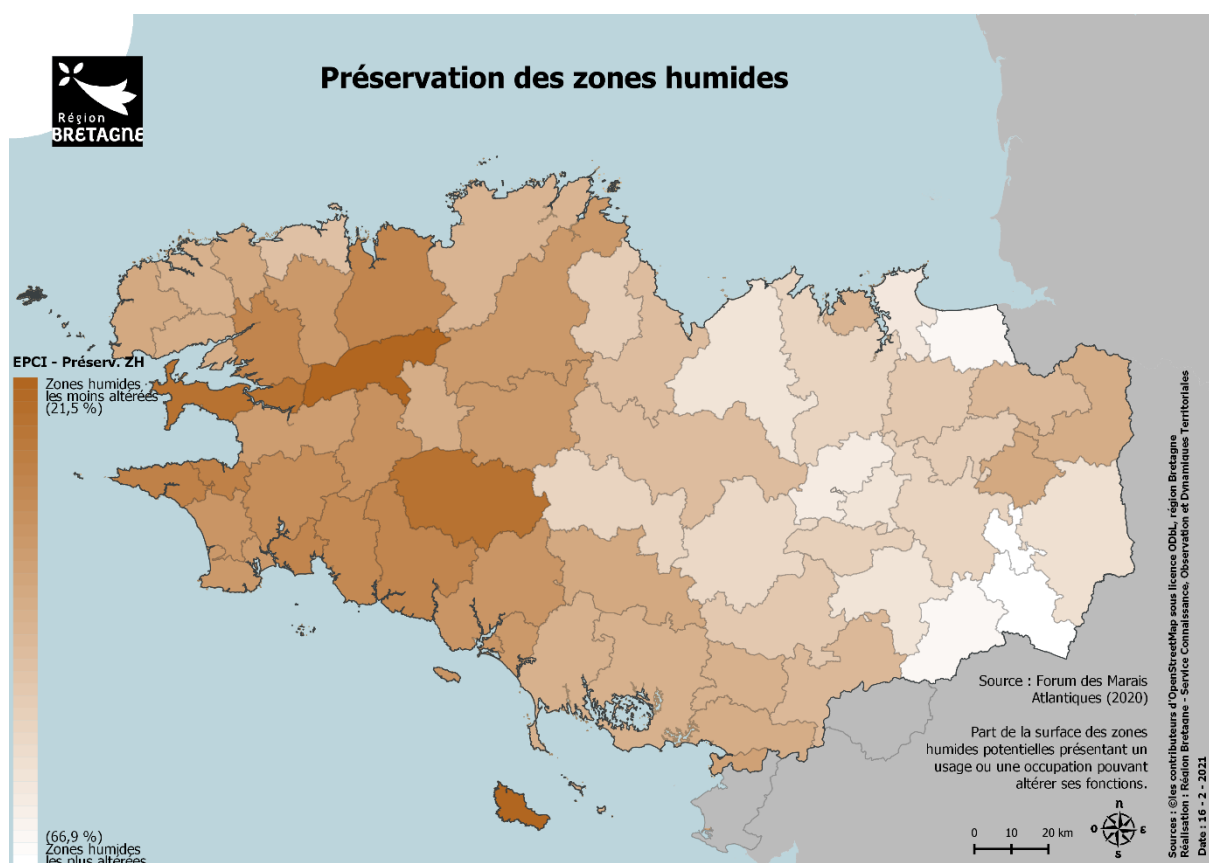 Région
BRETAGNE
Préservation des zones humides
EPCI - Préserv. ZH
Zones humides
les moins altérées
(21,5 %)
(66,9 %)
Zones humides
les plus altérées
Source : Forum des Marais
Atlantiques (2020)
Part de la surface des zones
humides potentielles présentant un
usage ou une occupation pouvant
altérer ses fonctions.
0 10 20 km
n
o ε
s
Sources : ©les contributeurs d'OpenStreetMap sous licence ODbL, région Bretagne
Réalisation : Région Bretagne - Service Connaissance, Observation et Dynamiques Territoriales
Date : 16 - 2 - 2021